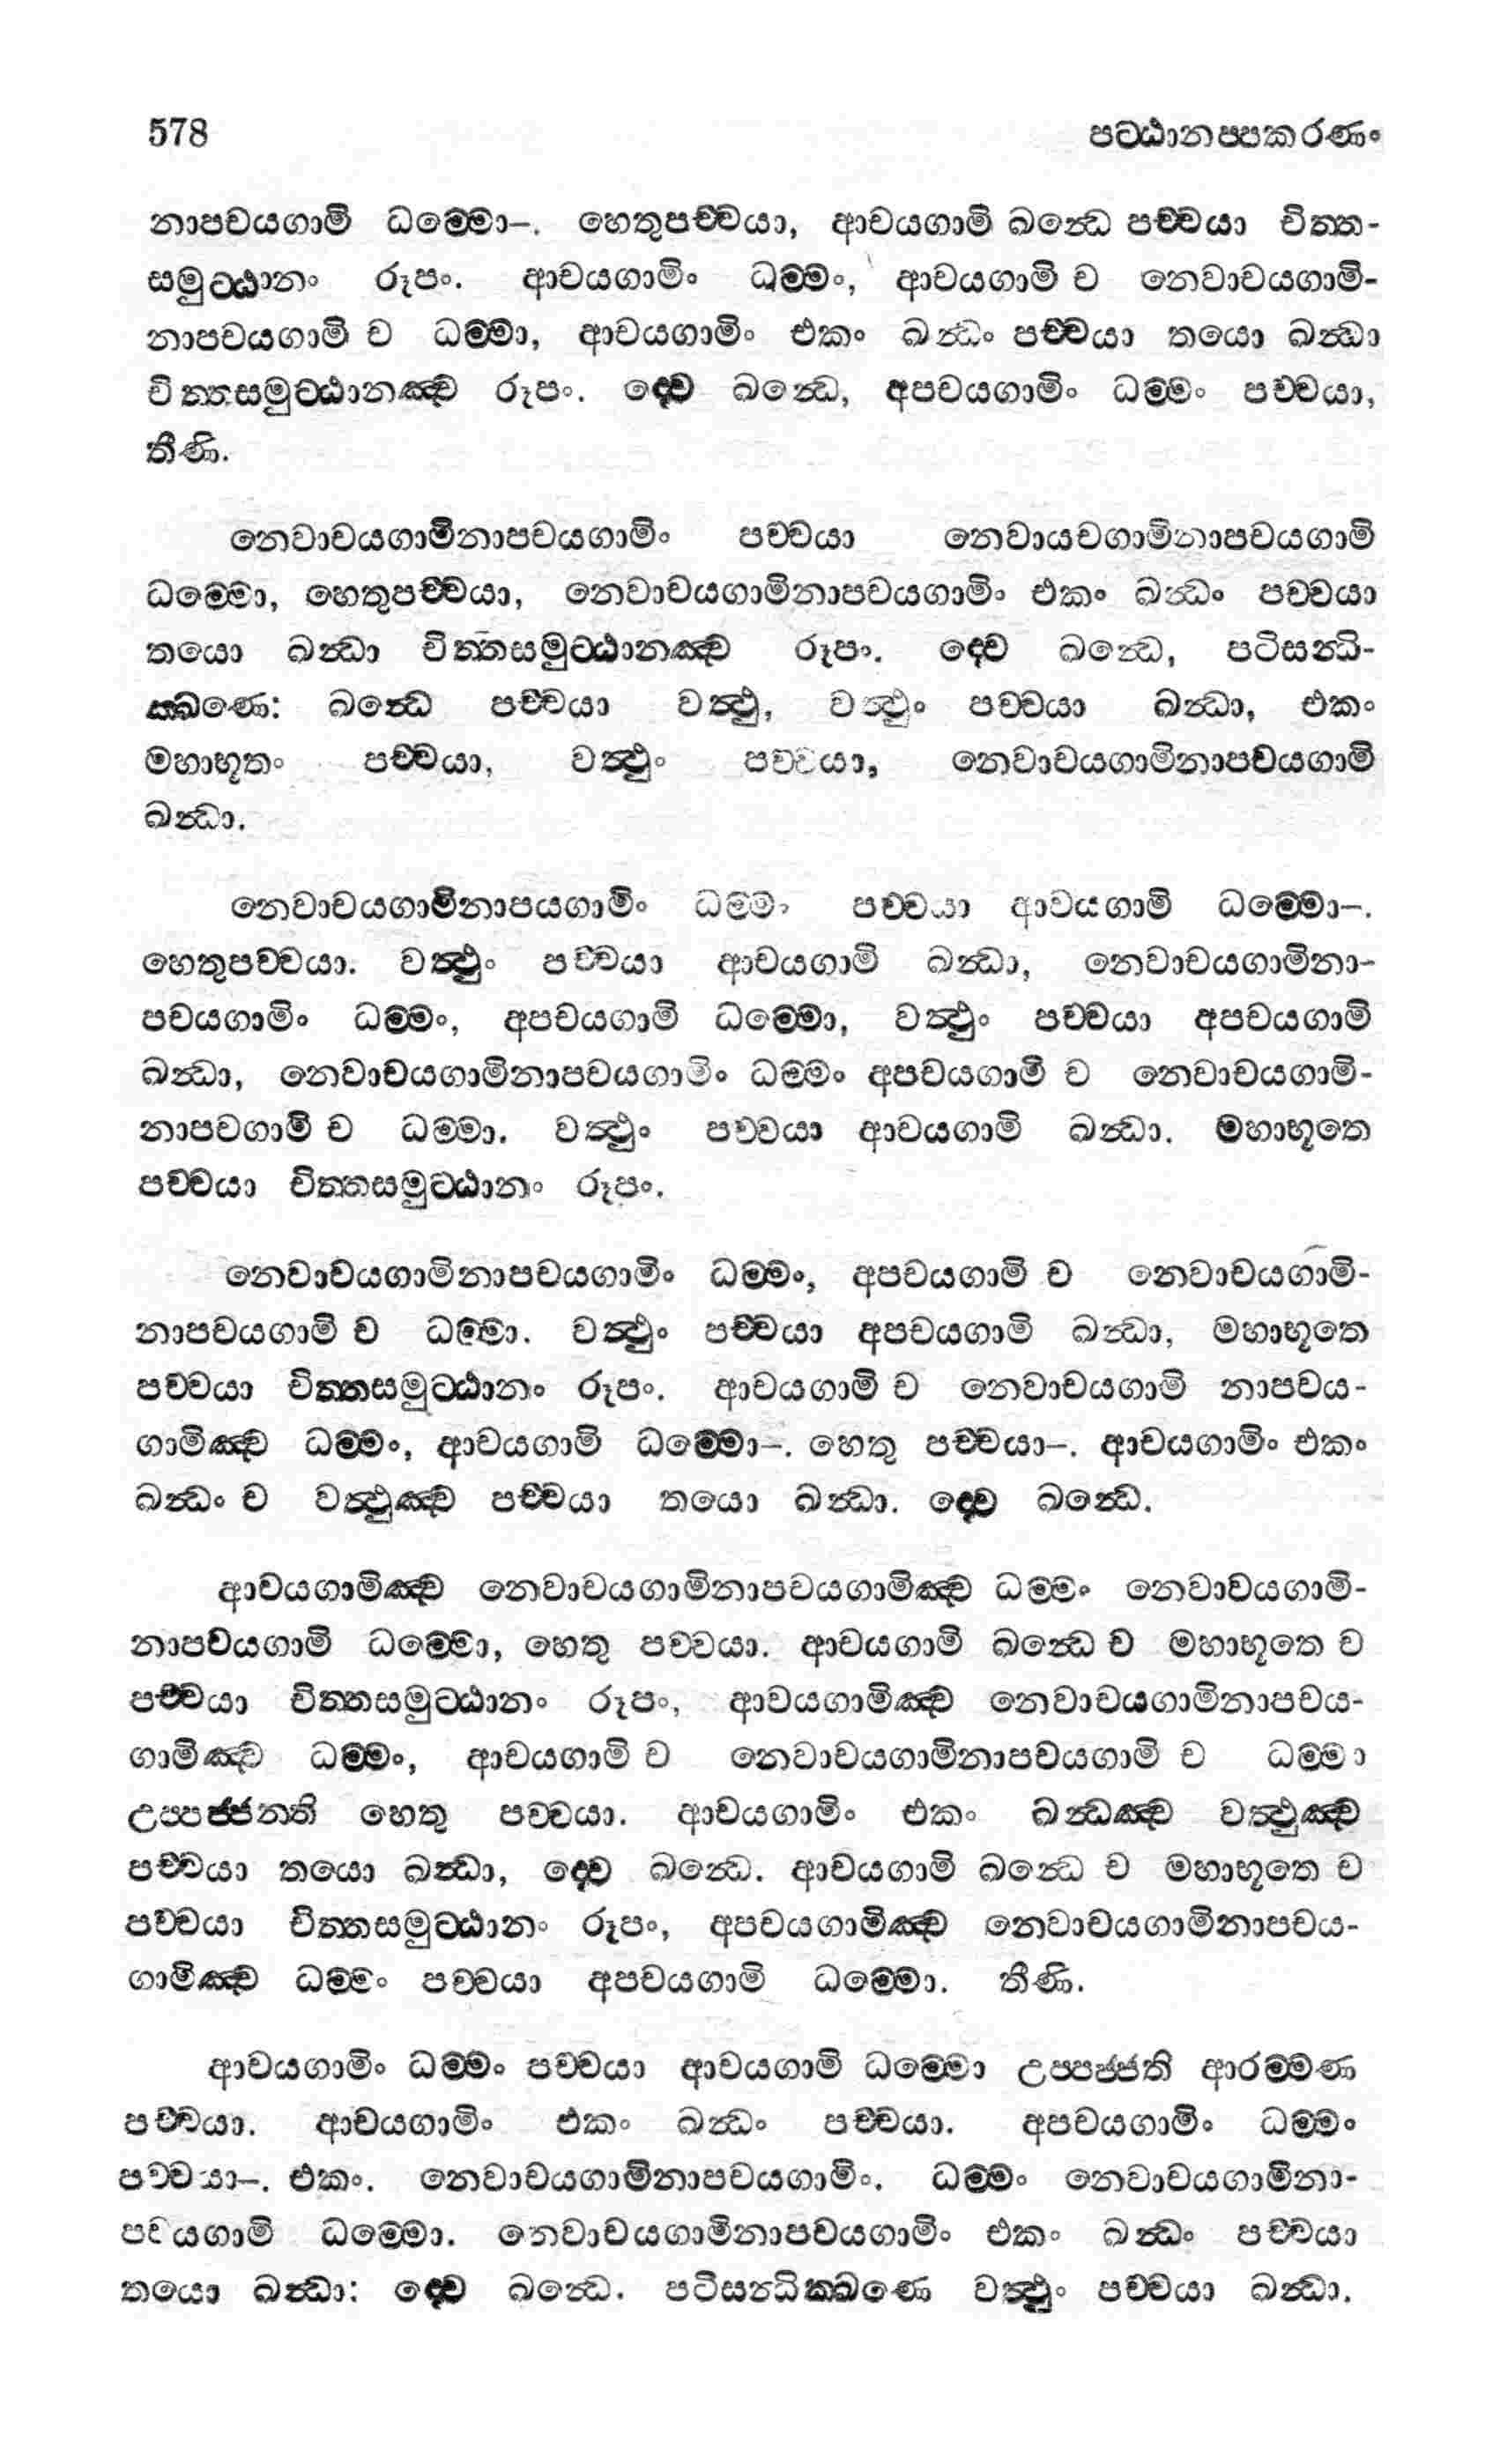 578 පට්ඨානප්පකරණං
නාපචයගාමි ධම්මො–. හෙතුපච්චයා, ආචයගාමි ඛන්ධෙ පච්චයා චිත්ත-
සමුට්ඨානං රූපං. ආචයගාමිං ධම්මං, ආචයගාමි ච නෙවාචයගාමි-
නාපචයගාමි ච ධම්මා, ආචයගාමිං එකං ඛන්ධං පච්චයා තයො ඛන්ධා
චිත්තසමුට්ඨානඤ්ච රූපං. ද්වෙ ඛන්ධෙ, අපචයගාමිං ධම්මං පච්චයා,
තීණි.
නෙවාචයගාමිනාපචයගාමිං පච්චයා නෙවායචගාමිනාපචයගාමි
ධම්මො, හෙතුපච්චයා, නෙවාචයගාමිනාපචයගාමිං එකං ඛන්ධං පච්චයා
තයො ඛන්ධා චිත්තසමුට්ඨානඤ්ච රූපං. ද්වෙ ඛන්ධෙ, පටිසන්ධි-
ක්ඛණෙ: ඛන්ධෙ පච්චයා වත්ථු, වත්ථුං පච්චයා ඛන්ධා, එකං
මහාභූතං පච්චයා, වත්ථුං පච්චයා, නෙවාචයගාමිනාපචයගාමි
ඛන්ධා.
නෙවාචයගාමිනාපයගාමිං ධම්මං පච්චයා ආචයගාමි ධම්මො–.
හෙතුපච්චයා. වත්ථුං පච්චයා ආචයගාමි ඛන්ධා, නෙවාචයගාමිනා-
පචයගාමිං ධම්මං, අපචයගාමි ධම්මො, වත්ථුං පච්චයා අපචයගාමි
ඛන්ධා, නෙවාචයගාමිනාපචයගාමිං ධම්මං අපචයගාමි ච නෙවාචයගාමි-
නාපචගාමි ච ධම්මා. වත්ථුං පච්චයා ආචයගාමි ඛන්ධා. මහාභූතෙ
පච්චයා චිත්තසමුට්ඨානං රූපං.
නෙවාචයගාමිනාපචයගාමිං ධම්මං, අපචයගාමි ච නෙවාචයගාමි-
නාපචයගාමි ච ධම්මා. වත්ථුං පච්චයා අපචයගාමි ඛන්ධා, මහාභූතෙ
පච්චයා චිත්තසමුට්ඨානං රූපං. ආචයගාමි ච නෙවාචයගාමි නාපචය-
ගාමිඤ්ච ධම්මං, ආචයගාමි ධම්මො–. හෙතු පච්චයා–. ආචයගාමිං එකං
ඛන්ධං ච වත්ථුඤ්ච පච්චයා තයො ඛන්ධා. ද්වෙ ඛන්ධෙ.
ආචයගාමිඤ්ච නෙවාචයගාමිනාපචයගාමිඤ්ච ධම්මං නෙවාචයගාමි-
නාපචයගාමි ධම්මො, හෙතු පච්චයා. ආචයගාමි ඛන්ධෙ ච මහාභූතෙ ච
පච්චයා චිත්තසමුට්ඨානං රූපං, ආචයගාමිඤ්ච නෙවාචයගාමිනාපචය-
ගාමිඤ්ච ධම්මං, ආචයගාමි ච නෙවාචයගාමිනාපචයගාමි ච ධම්මා
උප්පජ්ජන්ති හෙතු පච්චයා. ආචයගාමිං එකං ඛන්ධඤ්ච වත්ථුඤ්ච
පච්චයා තයො ඛන්ධා, ද්වෙ ඛන්ධෙ. ආචයගාමි ඛන්ධෙ ච මහාභූතෙ ච
පච්චයා චිත්තසමුට්ඨානං රූපං, අපචයගාමිඤ්ච නෙවාචයගාමිනාපචය-
ගාමිඤ්ච ධම්මං පච්චයා අපචයගාමි ධම්මො. තීණි.
ආචයගාමිං ධම්මං පච්චයා ආචයගාමි ධම්මො උප්පජ්ජති ආරම්මණ
පච්චයා. ආචයගාමිං එකං ඛන්ධං පච්චයා. අපචයගාමිං ධම්මං
පච්චයා–. එකං. නෙවාචයගාමිනාපචයගාමිං. ධම්මං නෙවාචයගාමිනා-
පචයගාමි ධම්මො. නෙවාචයගාමිනාපචයගාමිං එකං ඛන්ධං පච්චයා
තයො ඛන්ධා: ද්වෙ ඛන්ධෙ. පටිසන්ධික්ඛණෙ වත්ථුං පච්චයා ඛන්ධා.